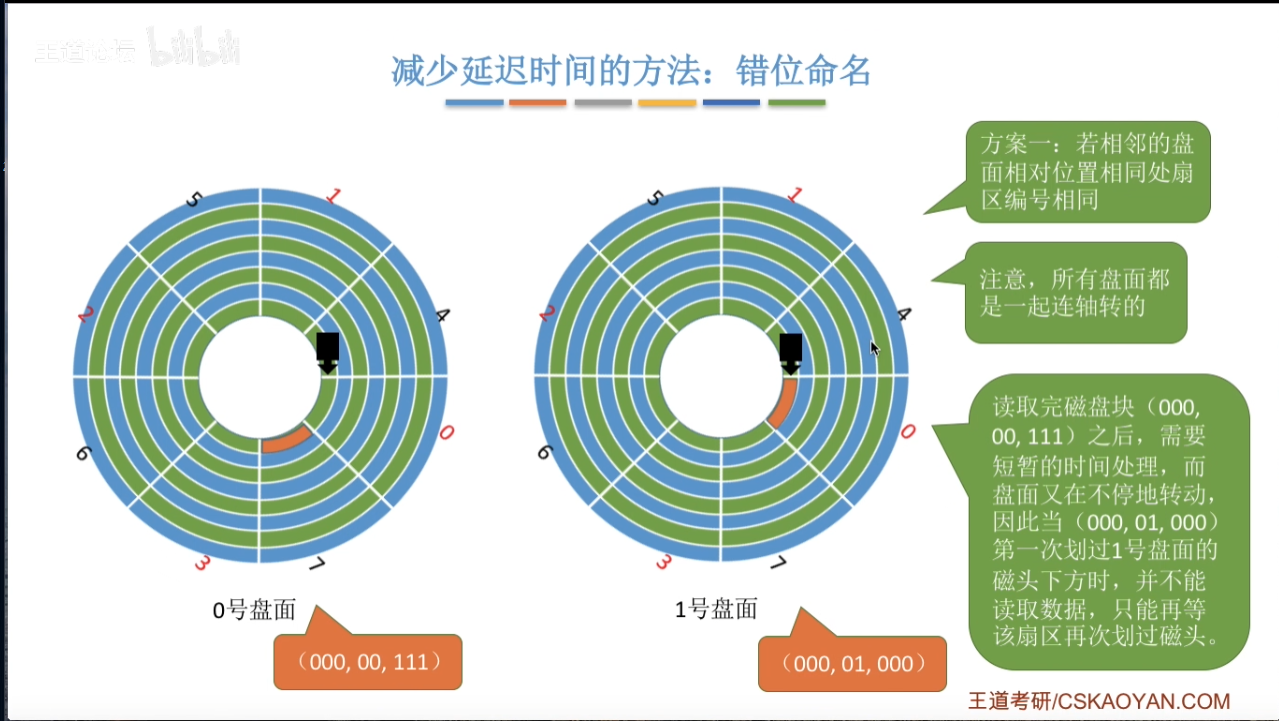 王道论坛 bilibili
减少延迟时间的方法：错位命名
方案一：若相邻的盘
面相对位置相同处扇
区编号相同
注意，所有盘面都
是一起连轴转的
读取完磁盘块（000,
00, 111）之后，需要
短暂的时间处理，而
盘面又在不停地转动，
因此当（000, 01, 000）
第一次划过1号盘面的
磁头下方时，并不能
读取数据，只能再等
该扇区再次划过磁头。
5
1
2
4
6
0
3
7
0号盘面
（000, 00, 111）
5
1
2
4
6
0
3
7
1号盘面
（000, 01, 000）
王道考研/CSKAOYAN.COM